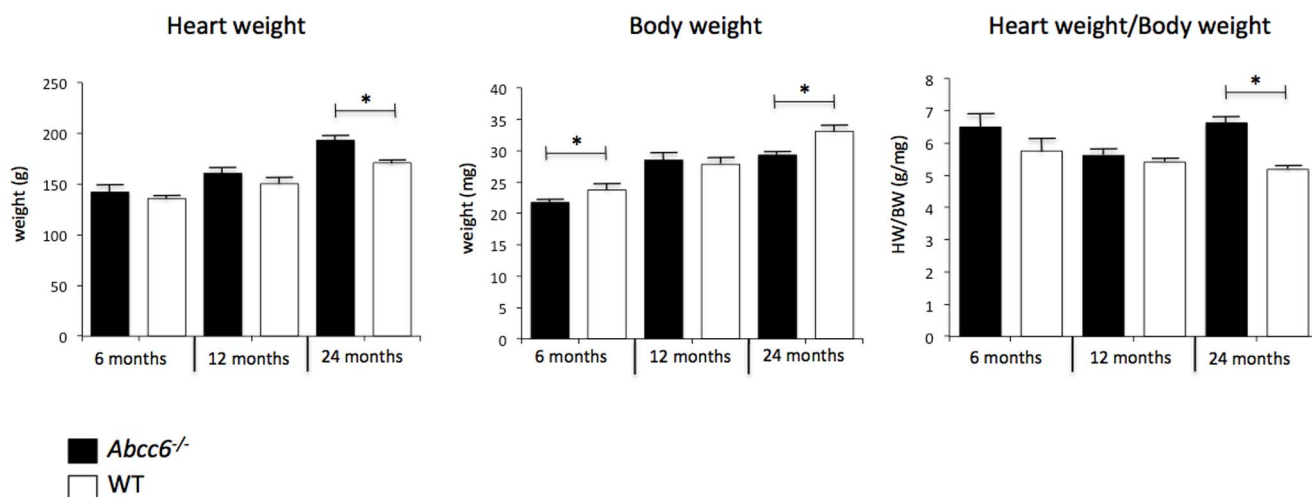 Heart weight
Body weight
Heart weight/Body weight
weight (g)
250
200
150
100
50
0
*
6 months
12 months
24 months
weight (mg)
40
35
30
25
20
15
10
5
0
*
*
6 months
12 months
24 months
HW/BW (g/mg)
8
7
6
5
4
3
2
1
0
*
6 months
12 months
24 months
Abcc6-/-
WT